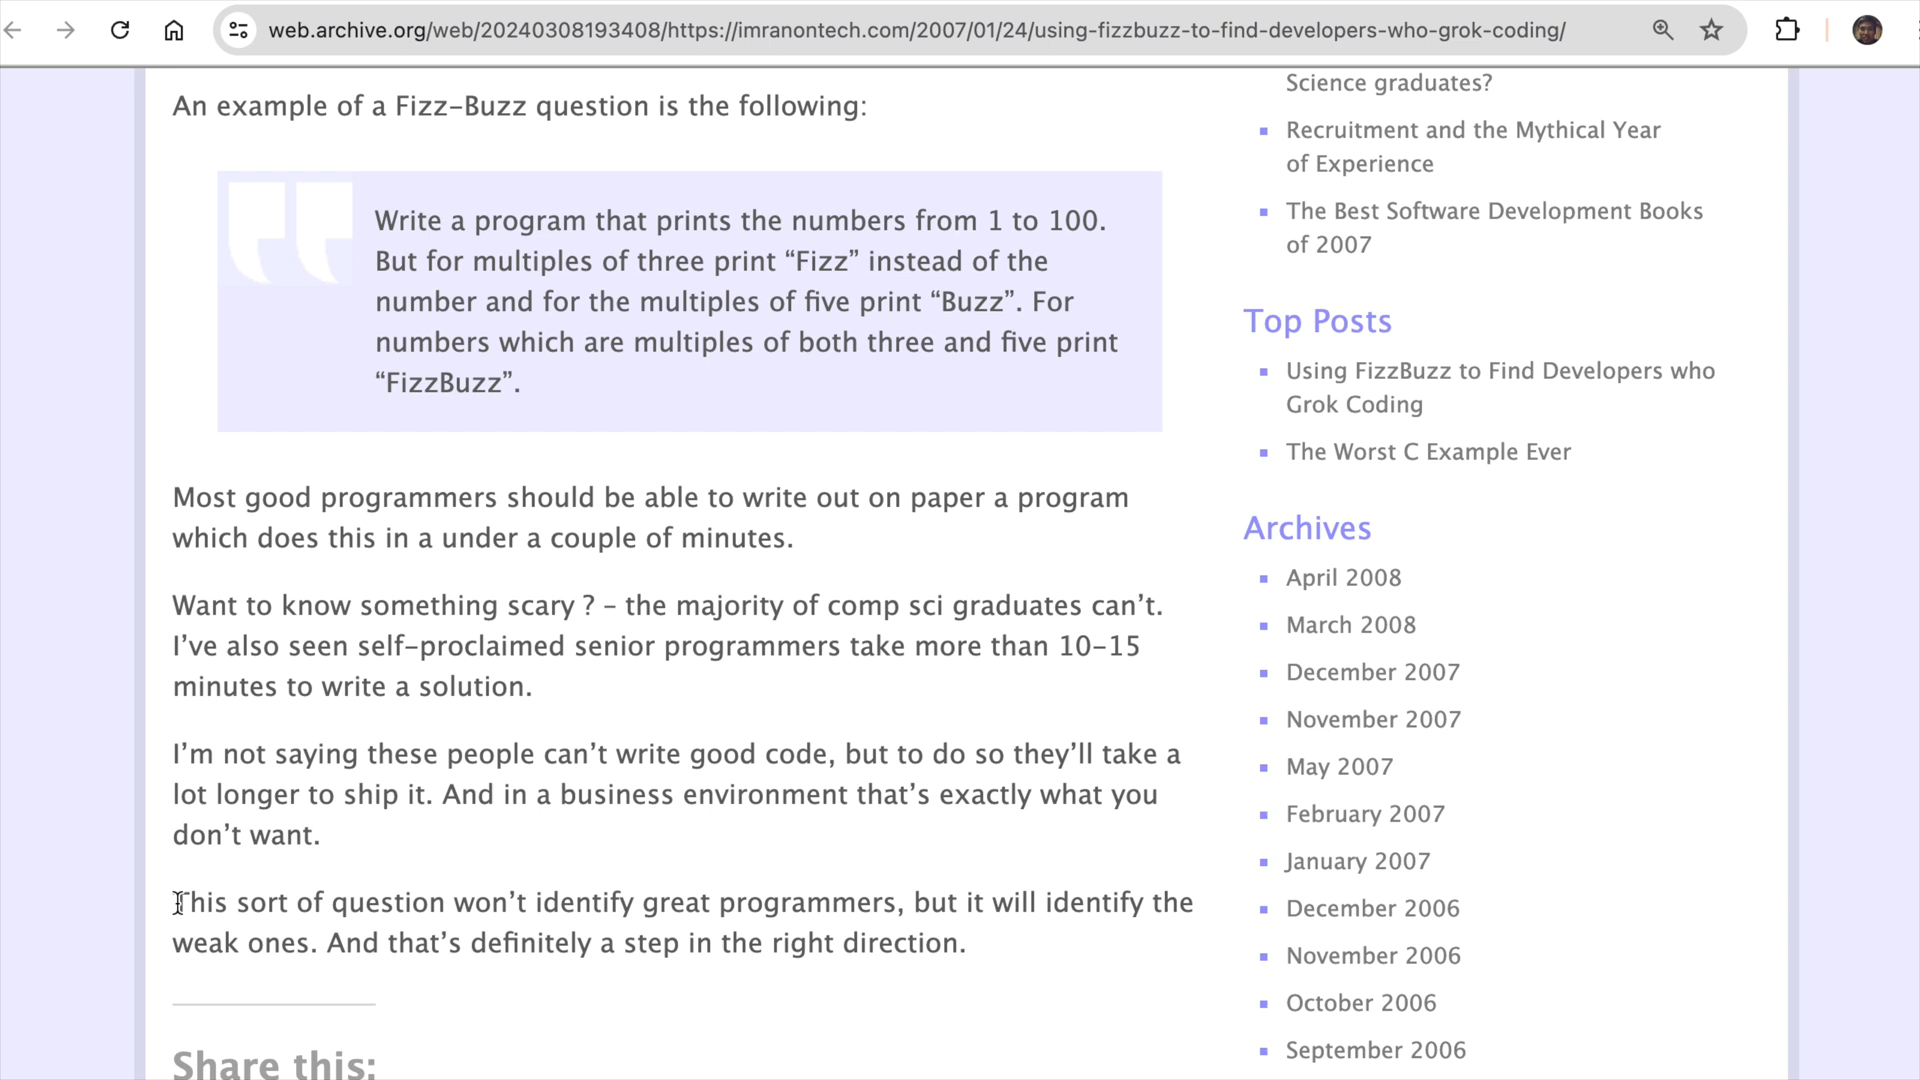 web.archive.org/web/20240308193408/https://imranontech.com/2007/01/24/using-fizzbuzz-to-find-developers-who-grok-coding/
An example of a Fizz-Buzz question is the following:
Write a program that prints the numbers from 1 to 100.
But for multiples of three print “Fizz” instead of the
number and for the multiples of five print “Buzz”. For
numbers which are multiples of both three and five print
“FizzBuzz”.
Most good programmers should be able to write out on paper a program
which does this in a under a couple of minutes.
Want to know something scary ? – the majority of comp sci graduates can’t.
I’ve also seen self-proclaimed senior programmers take more than 10-15
minutes to write a solution.
I’m not saying these people can’t write good code, but to do so they’ll take a
lot longer to ship it. And in a business environment that’s exactly what you
don’t want.
This sort of question won’t identify great programmers, but it will identify the
weak ones. And that’s definitely a step in the right direction.
Share this:
Science graduates?
Recruitment and the Mythical Year
of Experience
The Best Software Development Books
of 2007
Top Posts
Using FizzBuzz to Find Developers who
Grok Coding
The Worst C Example Ever
Archives
April 2008
March 2008
December 2007
November 2007
May 2007
February 2007
January 2007
December 2006
November 2006
October 2006
September 2006